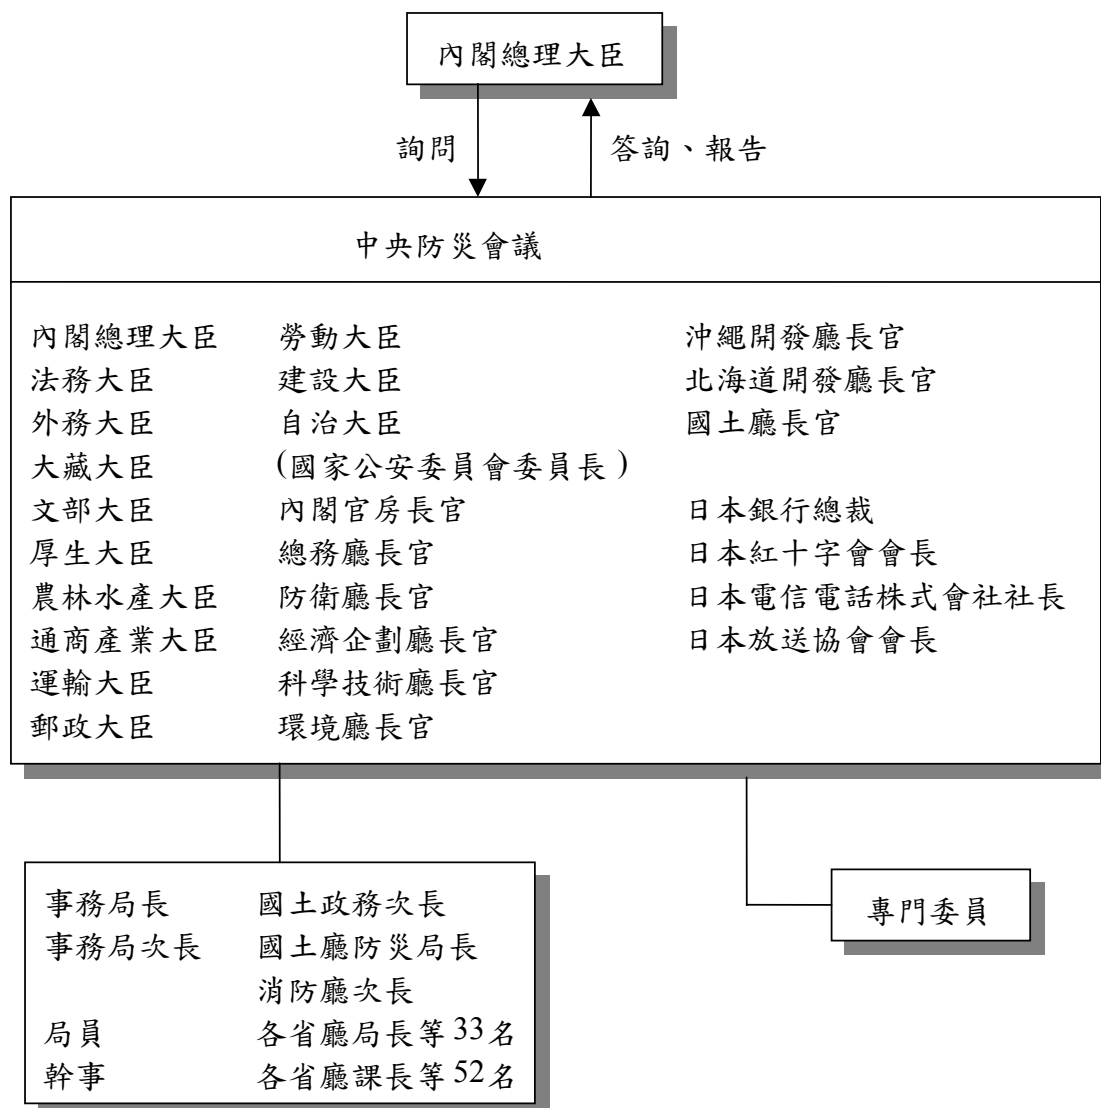 內閣總理大臣
詢問 答詢、報告
中央防災會議
內閣總理大臣 勞動大臣 沖繩開發廳長官
法務大臣 建設大臣 北海道開發廳長官
外務大臣 自治大臣 國土廳長官
大藏大臣 (國家公安委員會委員長)
文部大臣 內閣官房長官 日本銀行總裁
厚生大臣 總務廳長官 日本紅十字會會長
農林水產大臣 防衛廳長官 日本電信電話株式會社社長
通商產業大臣 經濟企劃廳長官 日本放送協會會長
運輸大臣 科學技術廳長官
郵政大臣 環境廳長官
事務局長 國土政務次長
事務局次長 國土廳防災局長
消防廳次長
局員 各省廳局長等33名
幹事 各省廳課長等52名
專門委員